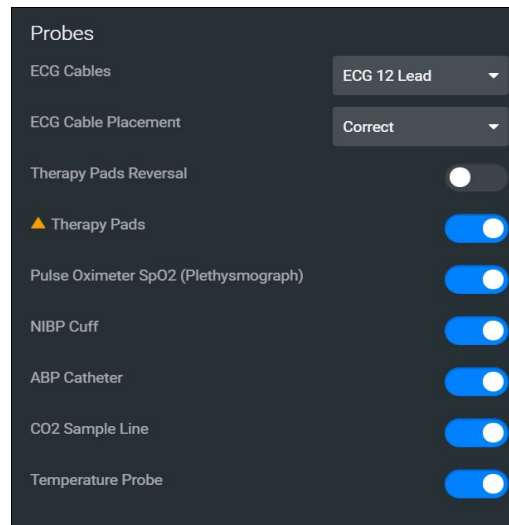 Probes
ECG Cables
ECG 12 Lead
ECG Cable Placement
Correct
Therapy Pads Reversal
Therapy Pads
Pulse Oximeter SpO2 (Plethysmograph)
NIBP Cuff
ABP Catheter
CO2 Sample Line
Temperature Probe